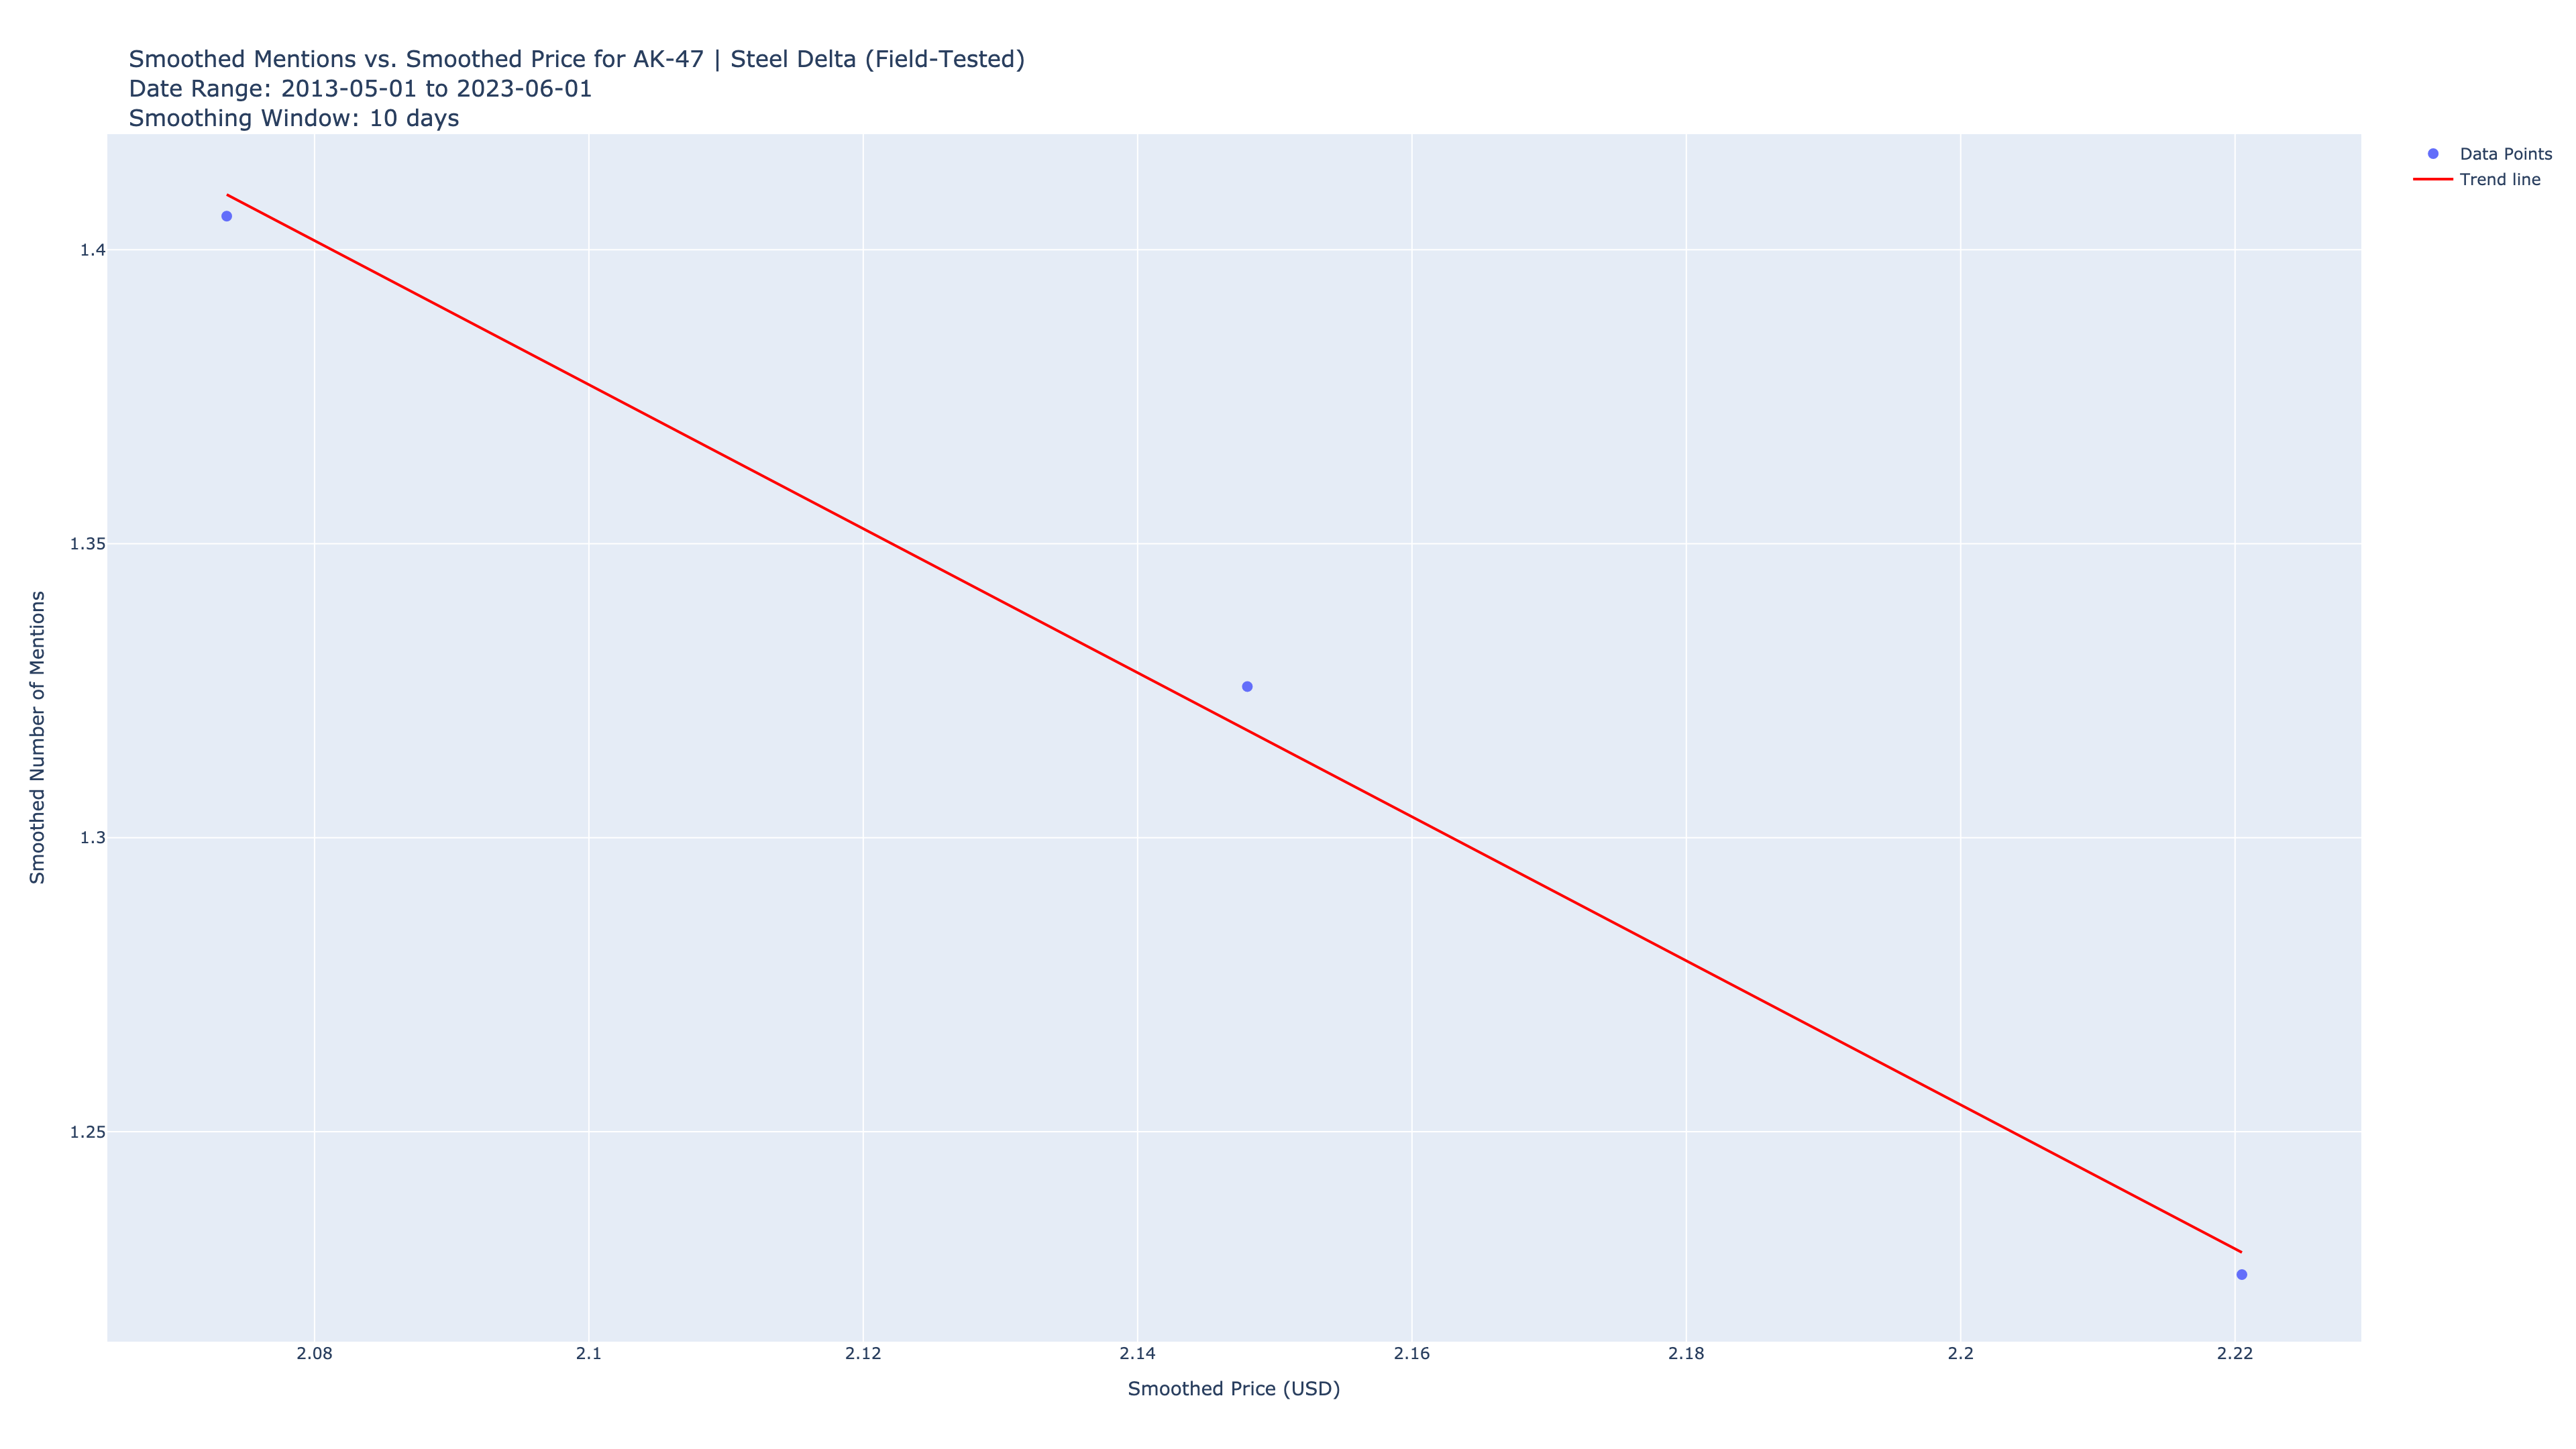 Smoothed Mentions vs. Smoothed Price for AK-47 | Steel Delta (Field-Tested)
Date Range: 2013-05-01 to 2023-06-01
Smoothing Window: 10 days
Data Points
Trend line
1.4
1.35
1.3
1.25
Smoothed Number of Mentions
2.08
2.1
2.12
2.14
2.16
2.18
2.2
2.22
Smoothed Price (USD)